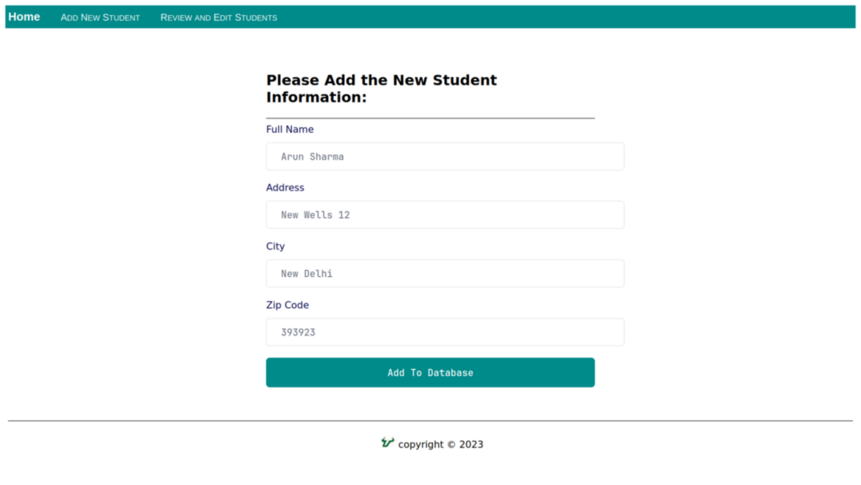 Home Add New Student Review and Edit Students
Please Add the New Student
Information:
Full Name
Arun Sharma
Address
New Wells 12
City
New Delhi
Zip Code
393923
Add To Database
copyright © 2023